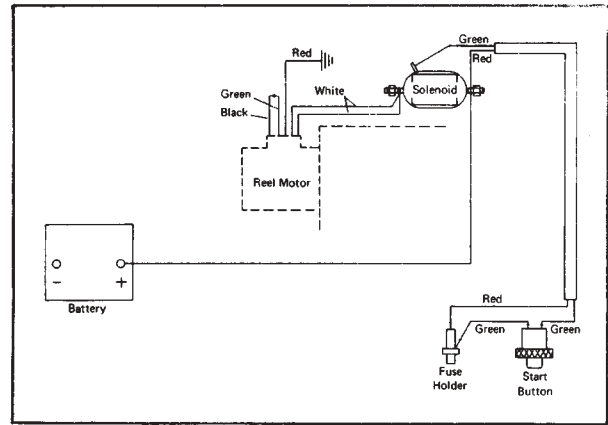 Green
Red
Red
Solenoid
Green
White
Black
Reel Motor
-
+
Battery
Red
Green
Green
Fuse
Holder
Start
Button